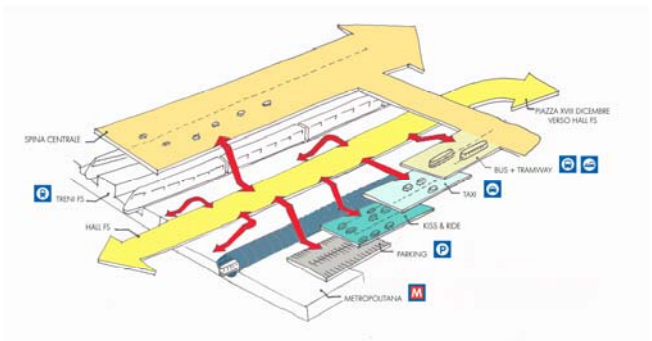 PIAZZA XVIII DICEMBRE
VERSO HALL FS
SPINA CENTRALE
BUS + TRAMWAY
TRENI FS
TAXI
HALL FS
KISS & RIDE
PARKING
P
METROPOLITANA
M